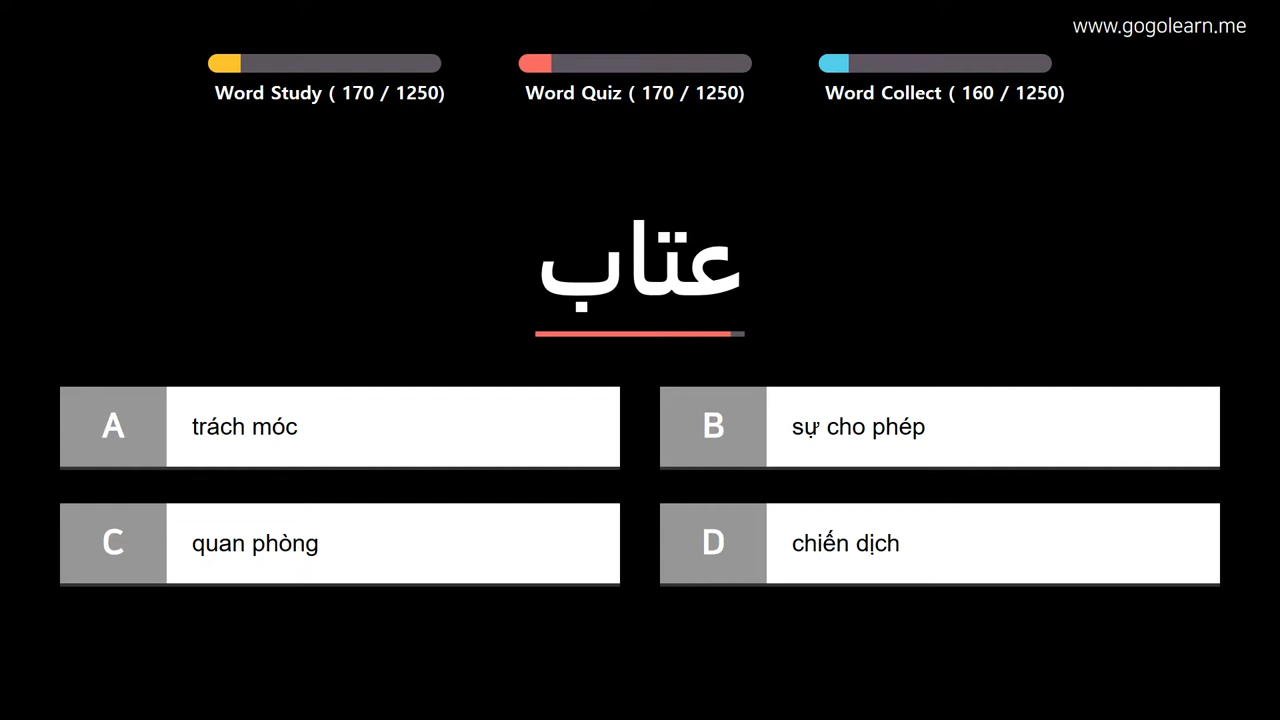 www.gogolearn.me
Word Study ( 170 / 1250)
Word Quiz ( 170 / 1250)
Word Collect ( 160 / 1250)
عتاب
A trách móc
B sự cho phép
C quan phòng
D chiến dịch